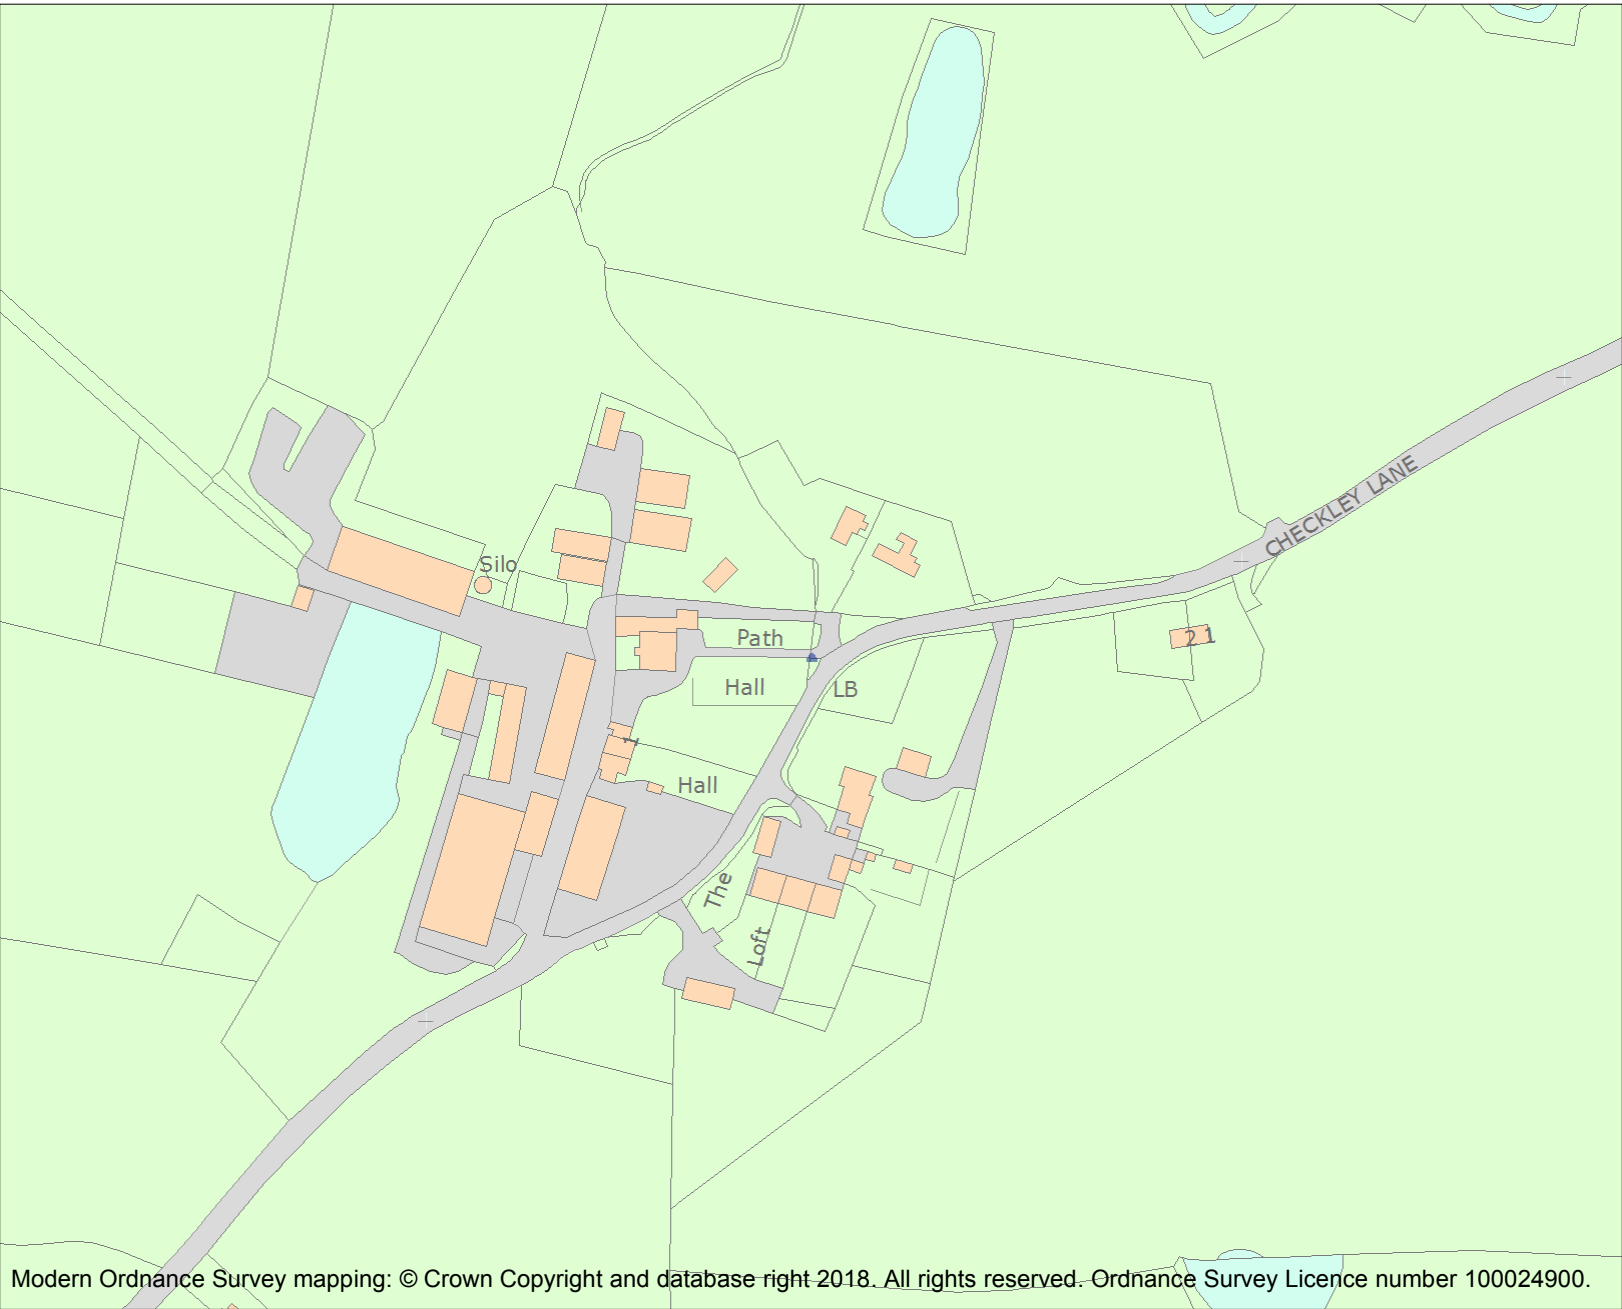 CHECKLEY LANE
Silo
Path
2 1
Hall
LB
1
Hall
The
Loft
Modern Ordnance Survey mapping: © Crown Copyright and database right 2018. All rights reserved. Ordnance Survey Licence number 100024900.